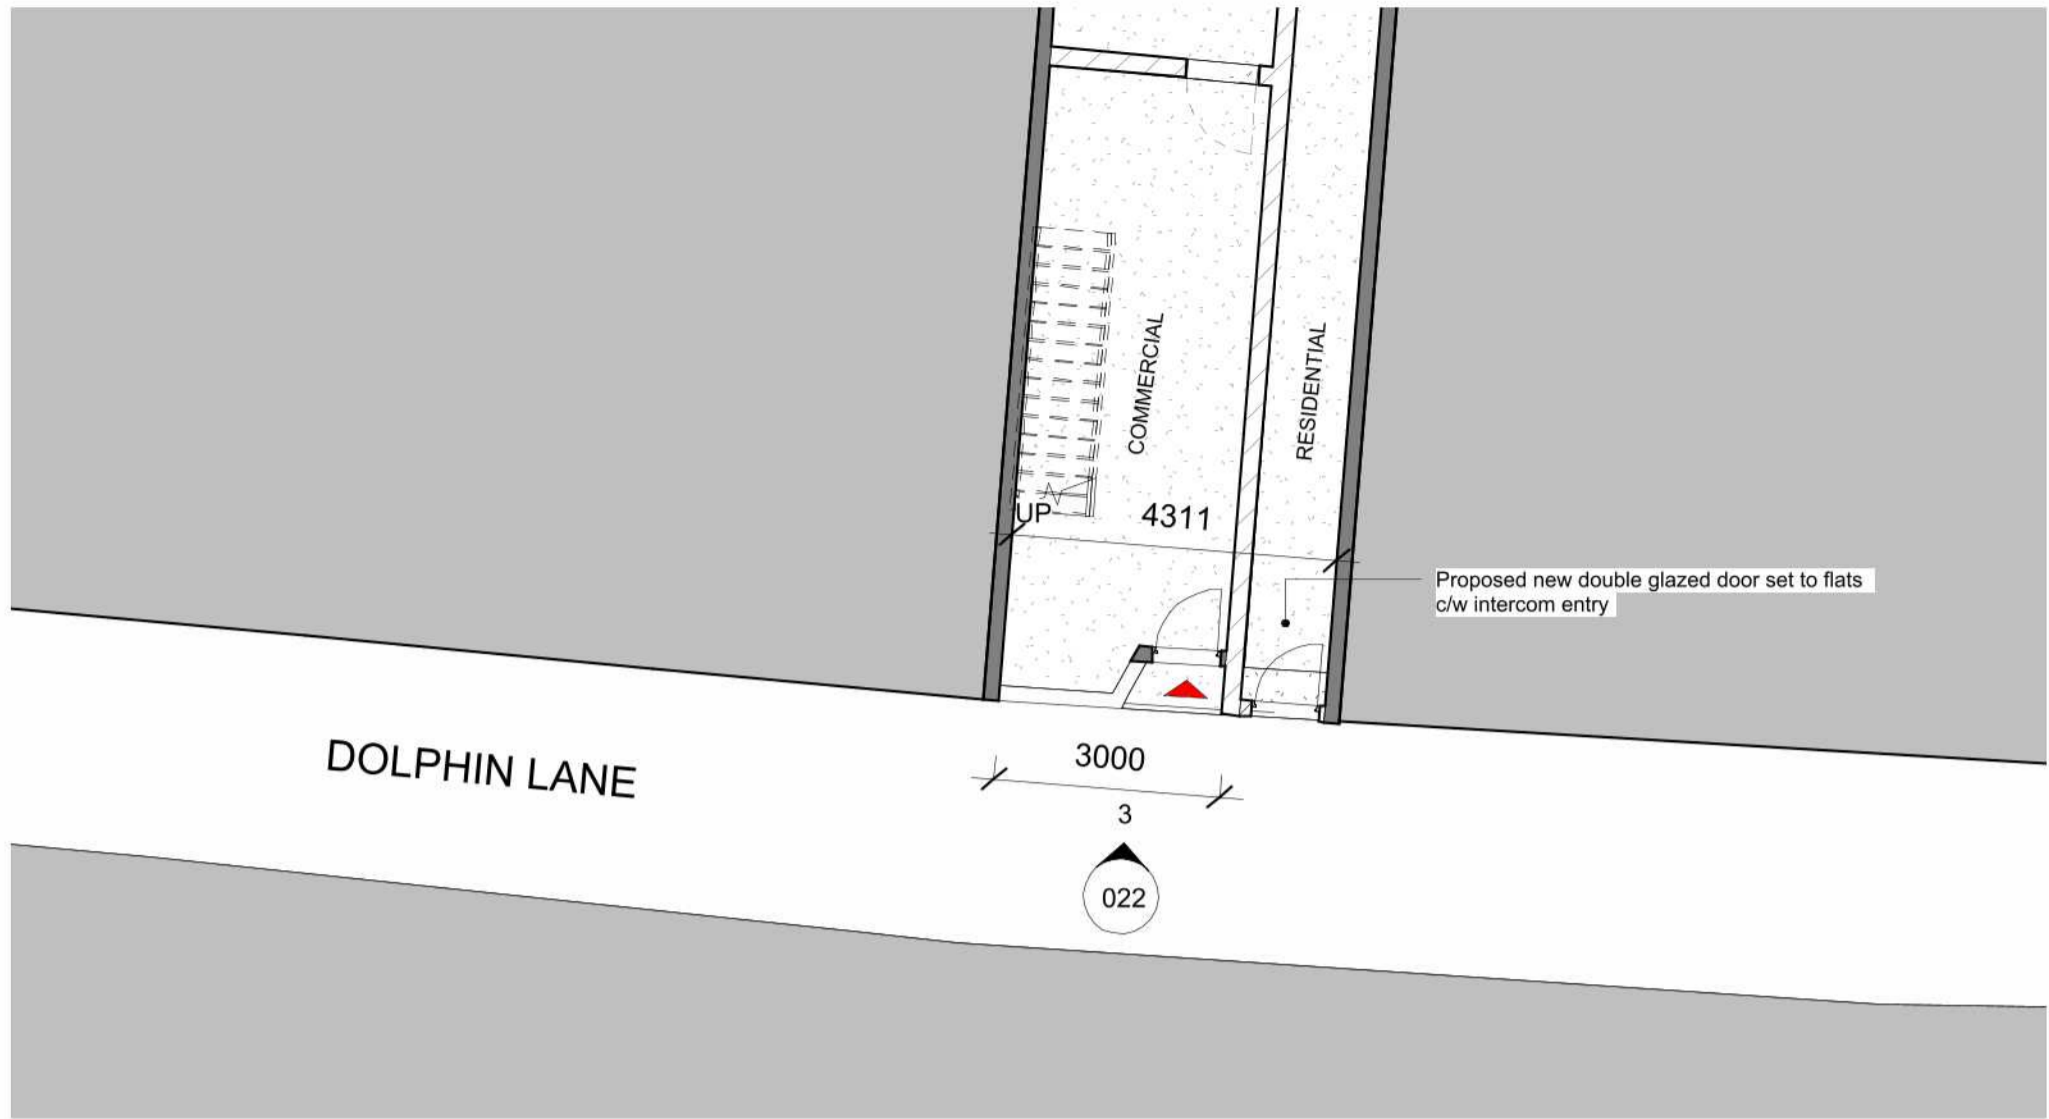 COMMERCIAL
RESIDENTIAL
UP
4311
Proposed new double glazed door set to flats
c/w intercom entry
DOLPHIN LANE
3000
3
022